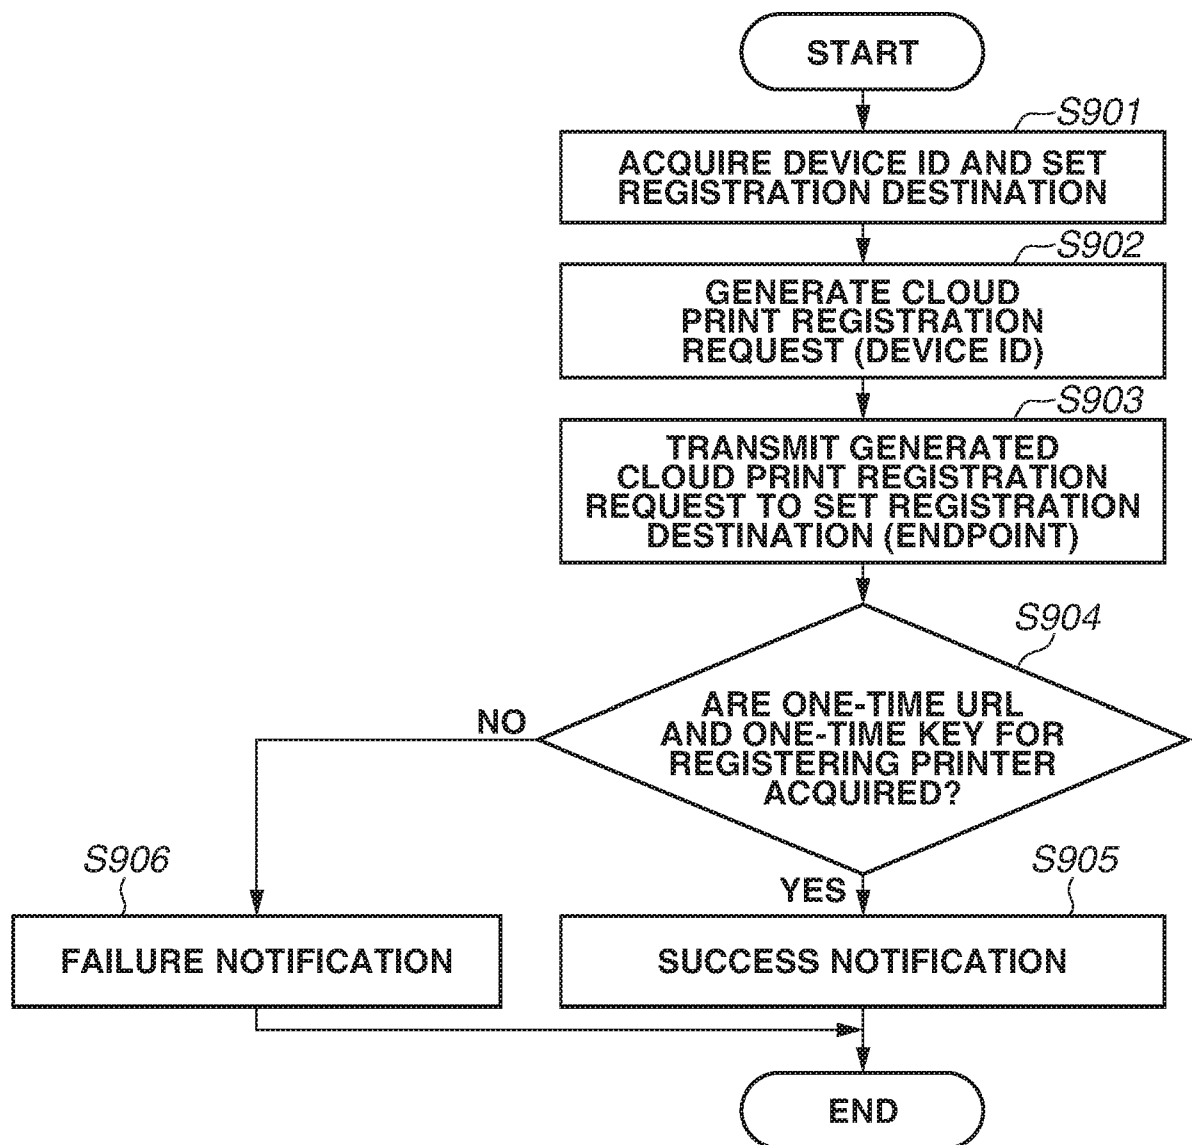 START
S901
ACQUIRE DEVICE ID AND SET
REGISTRATION DESTINATION
S902
GENERATE CLOUD
PRINT REGISTRATION
REQUEST (DEVICE ID)
S903
TRANSMIT GENERATED
CLOUD PRINT REGISTRATION
REQUEST TO SET REGISTRATION
DESTINATION (ENDPOINT)
S904
ARE ONE-TIME URL
AND ONE-TIME KEY FOR
REGISTERING PRINTER
ACQUIRED?
NO
YES
S906
FAILURE NOTIFICATION
S905
SUCCESS NOTIFICATION
END